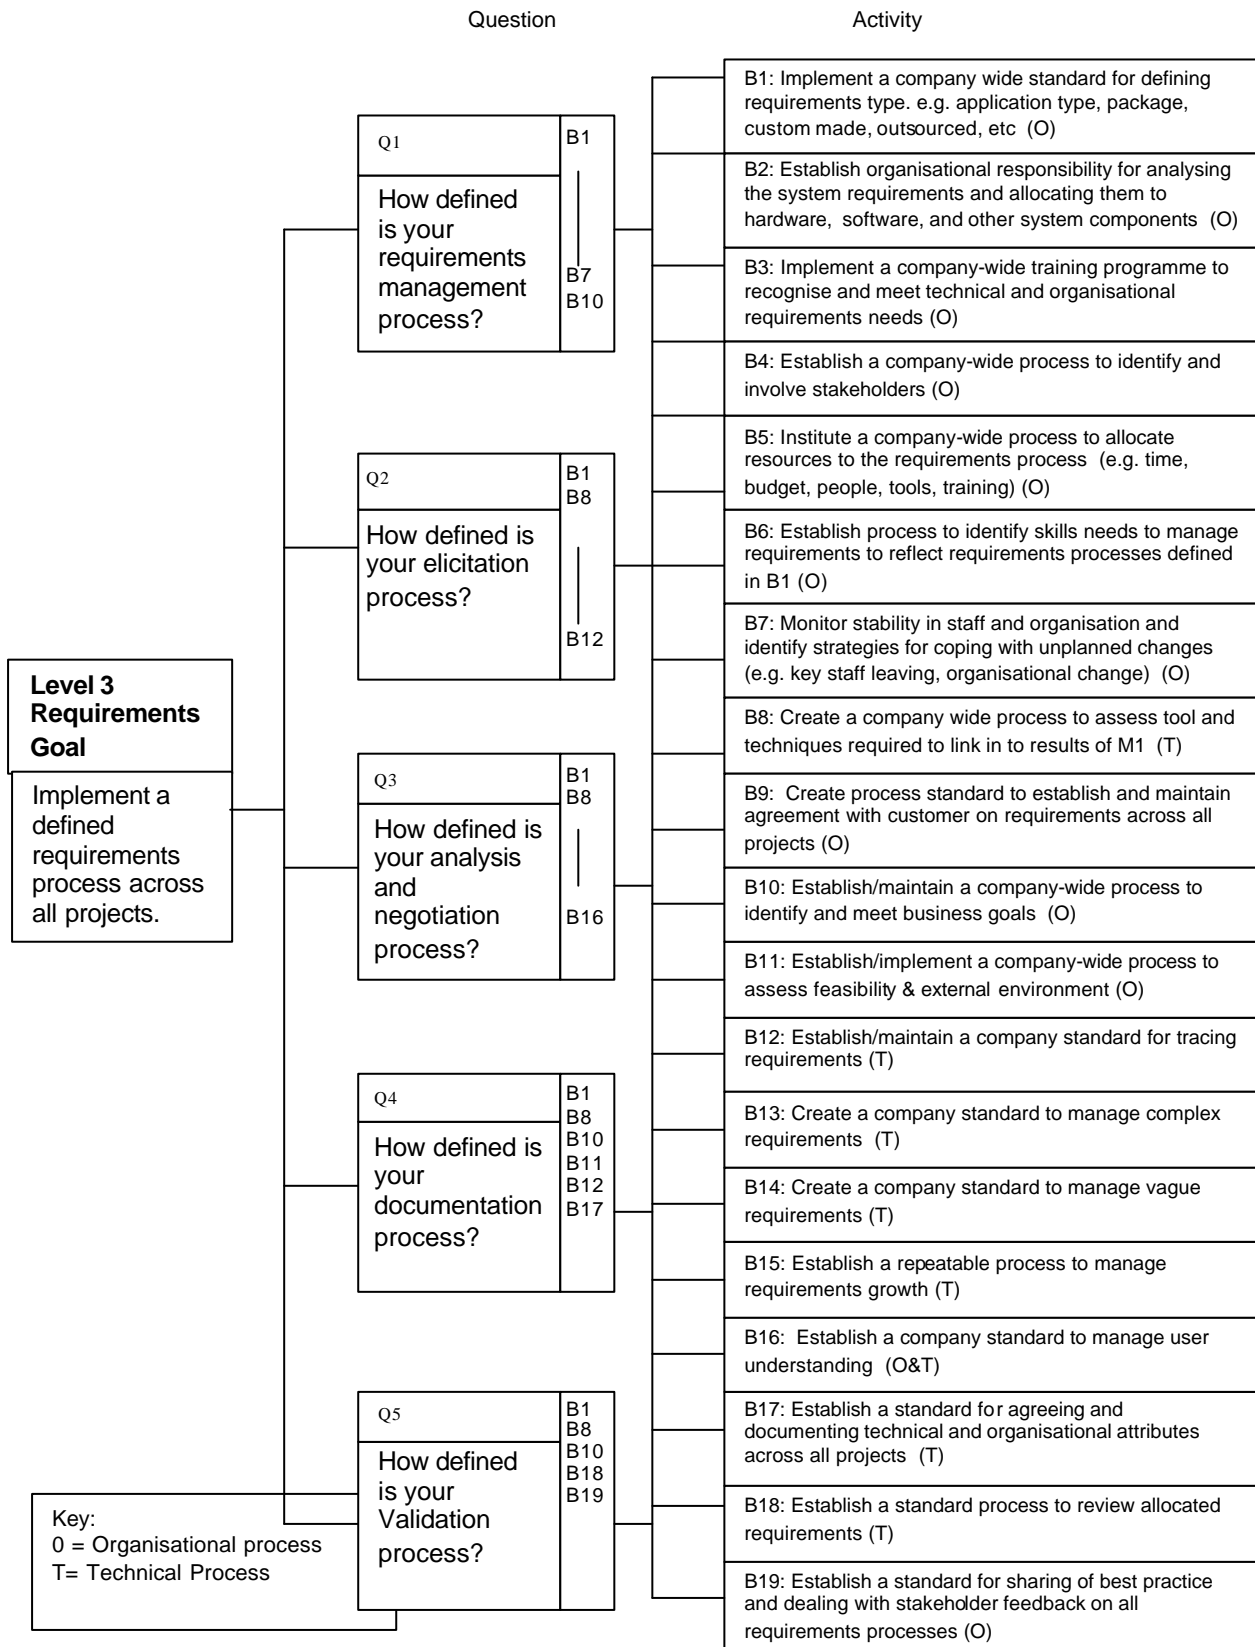 Question
Activity
Level 3
Requirements
Goal
Implement a
defined
requirements
process across
all projects.
Key:
0 = Organisational process
T= Technical Process
Q1
How defined
is your
requirements
management
process?
B1
B7
B10
Q2
How defined is
your elicitation
process?
B1
B8
B12
Q3
How defined is
your analysis
and
negotiation
process?
B1
B8
B16
Q4
How defined is
your
documentation
process?
B1
B8
B10
B11
B12
B17
Q5
How defined
is your
Validation
process?
B1
B8
B10
B18
B19
B1: Implement a company wide standard for defining
requirements type. e.g. application type, package,
custom made, outsourced, etc (O)
B2: Establish organisational responsibility for analysing
the system requirements and allocating them to
hardware, software, and other system components (O)
B3: Implement a company-wide training programme to
recognise and meet technical and organisational
requirements needs (O)
B4: Establish a company-wide process to identify and
involve stakeholders (O)
B5: Institute a company-wide process to allocate
resources to the requirements process (e.g. time,
budget, people, tools, training) (O)
B6: Establish process to identify skills needs to manage
requirements to reflect requirements processes defined
in B1 (O)
B7: Monitor stability in staff and organisation and
identify strategies for coping with unplanned changes
(e.g. key staff leaving, organisational change) (O)
B8: Create a company wide process to assess tool and
techniques required to link in to results of M1 (T)
B9: Create process standard to establish and maintain
agreement with customer on requirements across all
projects (O)
B10: Establish/maintain a company-wide process to
identify and meet business goals (O)
B11: Establish/implement a company-wide process to
assess feasibility & external environment (O)
B12: Establish/maintain a company standard for tracing
requirements (T)
B13: Create a company standard to manage complex
requirements (T)
B14: Create a company standard to manage vague
requirements (T)
B15: Establish a repeatable process to manage
requirements growth (T)
B16: Establish a company standard to manage user
understanding (O&T)
B17: Establish a standard for agreeing and
documenting technical and organisational attributes
across all projects (T)
B18: Establish a standard process to review allocated
requirements (T)
B19: Establish a standard for sharing of best practice
and dealing with stakeholder feedback on all
requirements processes (O)